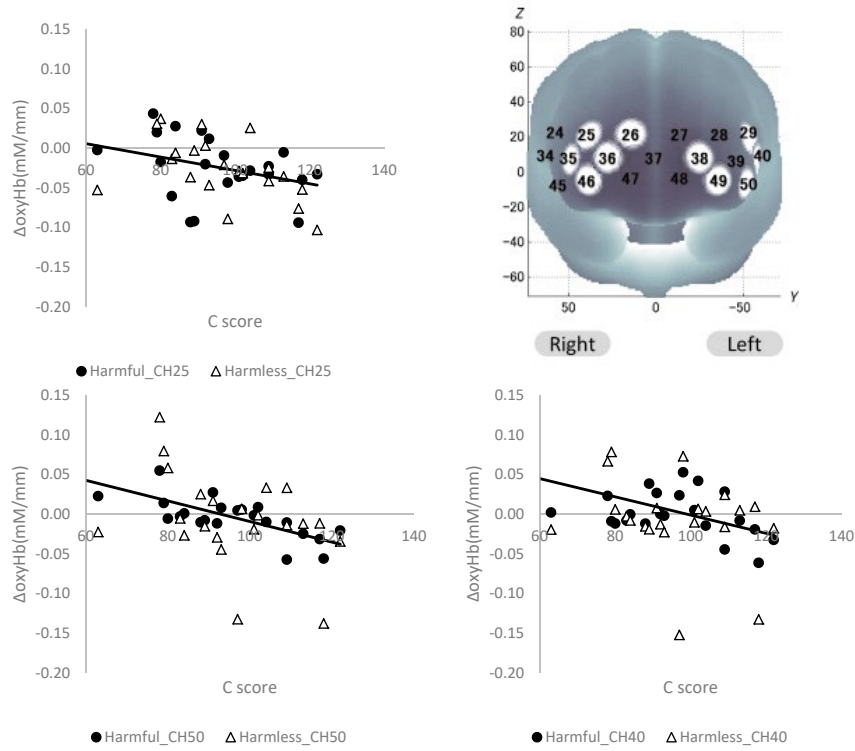 0.15
0.10
0.05
0.00
-0.05
-0.10
-0.15
-0.20
60 80 100 120 140
ΔoxyHb(mM/mm)
C score
Harmful_CH25 Harmless_CH25
Z
80
60
40
20
0
-20
-40
-60
24 25 26 27 28 29
34 35 36 37 38 39 40
45 46 47 48 49 50
50 0 -50
Y
Right Left
0.15
0.10
0.05
0.00
-0.05
-0.10
-0.15
-0.20
60 80 100 120 140
ΔoxyHb(mM/mm)
C score
Harmful_CH50 Harmless_CH50
0.15
0.10
0.05
0.00
-0.05
-0.10
-0.15
-0.20
60 80 100 120 140
ΔoxyHb(mM/mm)
C score
Harmful_CH40 Harmless_CH40